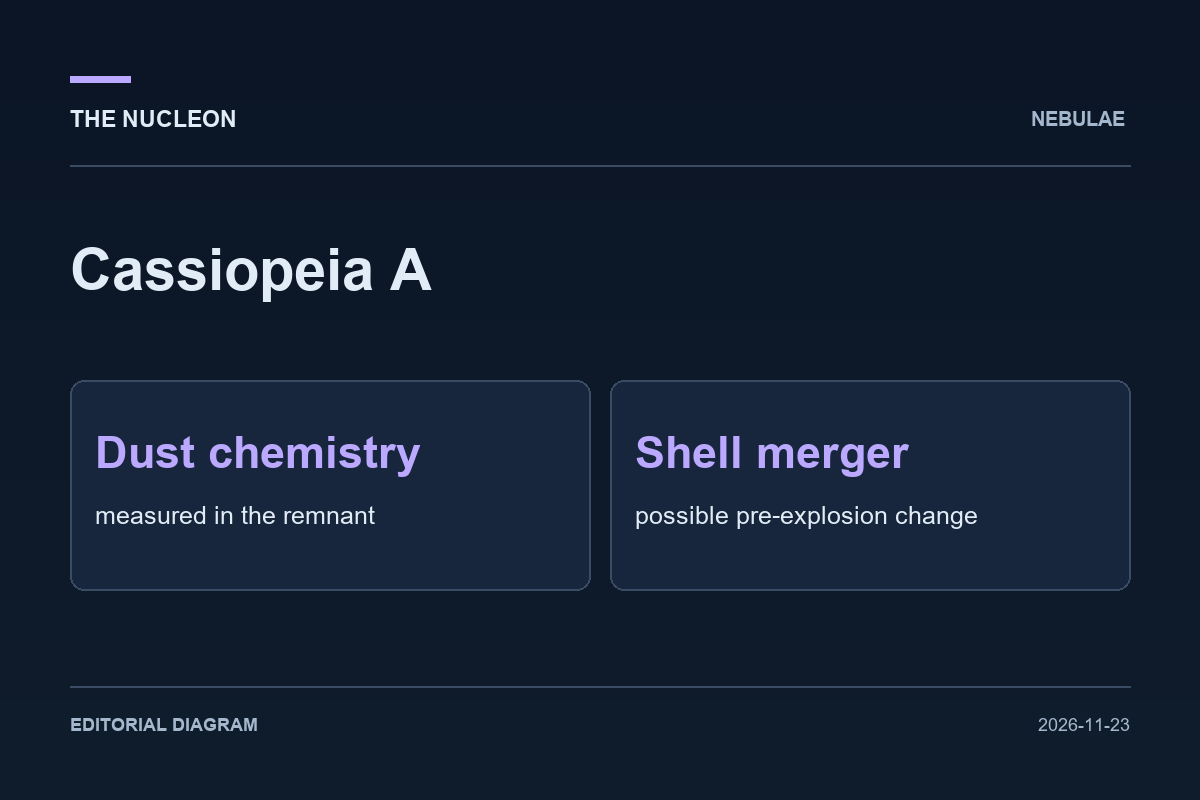 THE NUCLEON
NEBULAE
Cassiopeia A
Dust chemistry
measured in the remnant
Shell merger
possible pre-explosion change
EDITORIAL DIAGRAM
2026-11-23